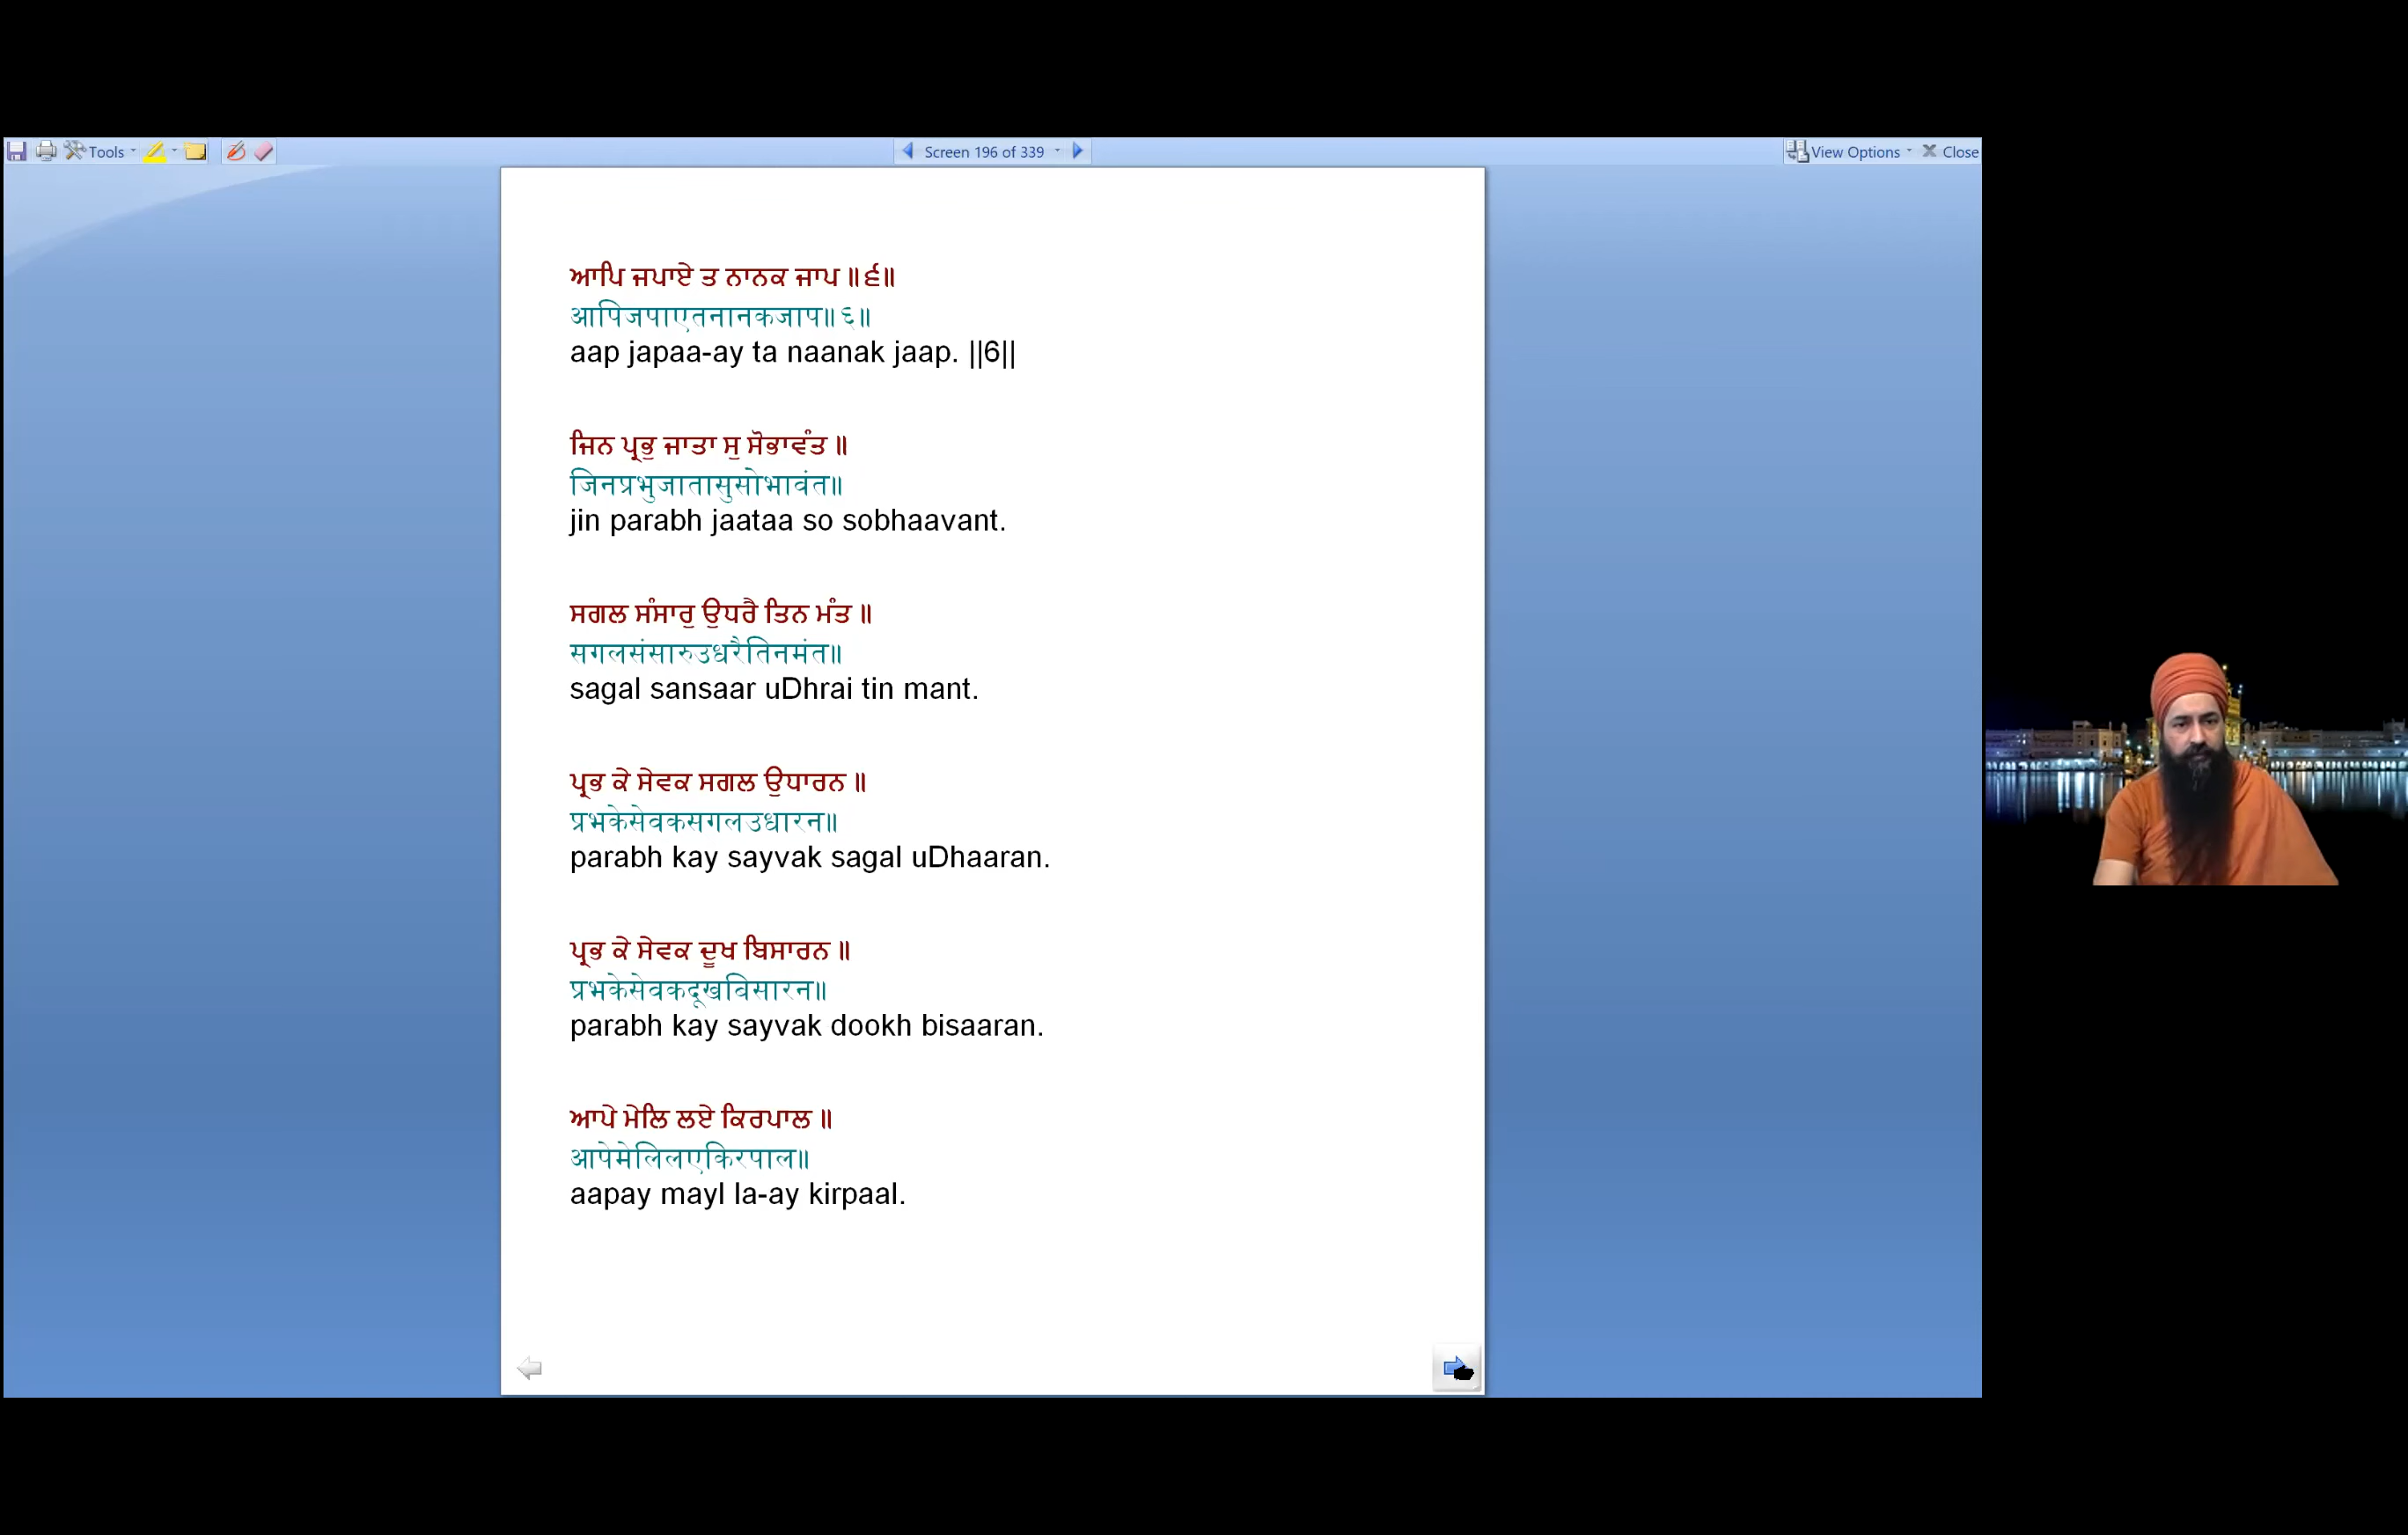 Tools
Screen 196 of 339
View Options
Close
ਆਪਿ ਜਪਾਏ ਤ ਨਾਨਕ ਜਾਪ ॥੬॥
आपिजपाएतनानकजाप॥६॥
aap japaa-ay ta naanak jaap. ||6||
ਜਿਨ ਪ੍ਰਭੁ ਜਾਤਾ ਸੁ ਸੋਭਾਵੰਤ ॥
जिनप्रभुजातासुसोभावंत॥
jin parabh jaataa so sobhaavant.
ਸਗਲ ਸੰਸਾਰੁ ਉਧਰੈ ਤਿਨ ਮੰਤ ॥
सगलसंसारुउधरैतिनमंत॥
sagal sansaar uDhrai tin mant.
ਪ੍ਰਭ ਕੇ ਸੇਵਕ ਸਗਲ ਉਧਾਰਨ ॥
प्रभकेसेवकसगलउधारन॥
parabh kay sayvak sagal uDhaaran.
ਪ੍ਰਭ ਕੇ ਸੇਵਕ ਦੂਖ ਬਿਸਾਰਨ ॥
प्रभकेसेवकदूखबिसारन॥
parabh kay sayvak dookh bisaaran.
ਆਪੇ ਮੇਲਿ ਲਏ ਕਿਰਪਾਲ ॥
आपेमेलिलएकिरपाल॥
aapay mayl la-ay kirpaal.